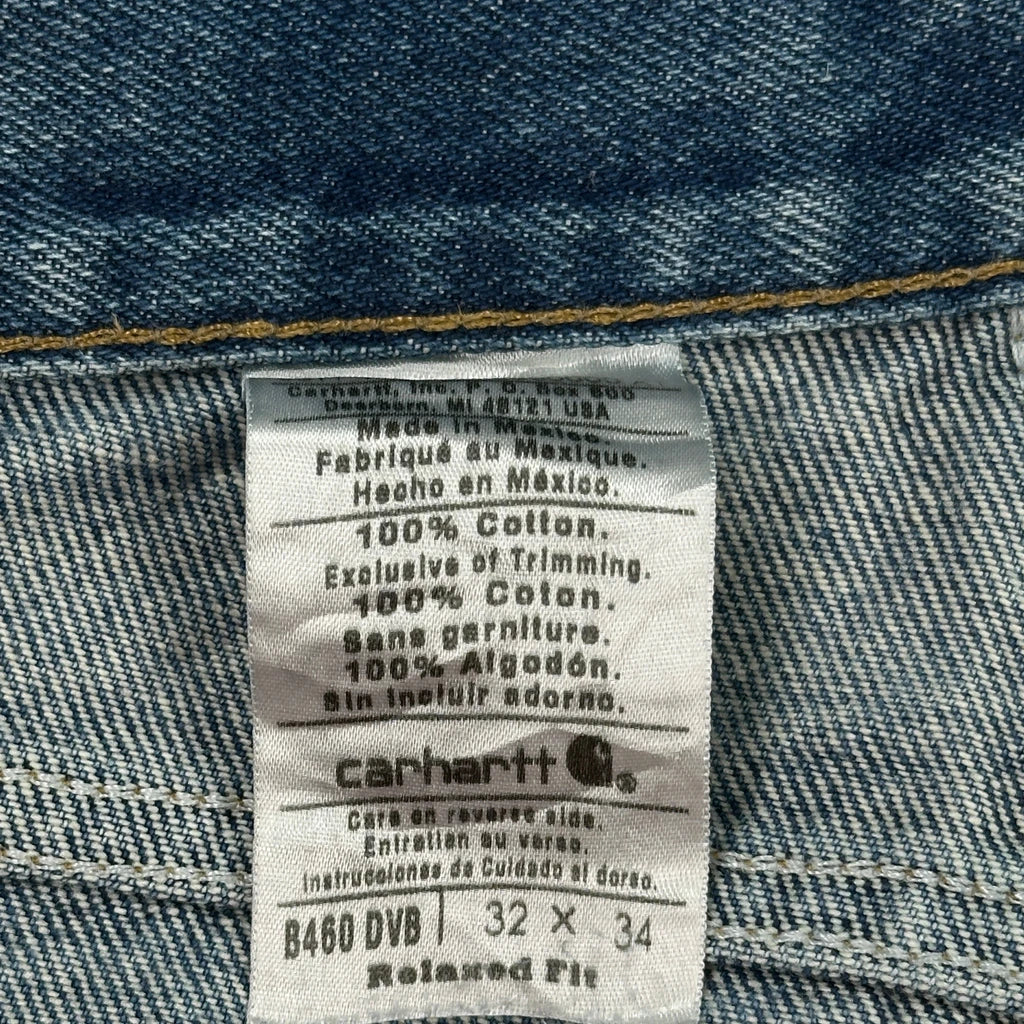 Carhartt, Inc. P. O. Box 600
Dearborn, MI 48121 USA
Made in Mexico.
Fabriqué au Mexique.
Hecho en México.
100% Cotton.
Exclusive of Trimming.
100% Coton.
Sans garniture.
100% Algodón.
Sin incluir adorno.
carhartt ®
Care on reverse side.
Entretien au verso.
Instrucciones de Cuidado al dorso.
B460 DVB | 32 X 34
Relaxed Fit